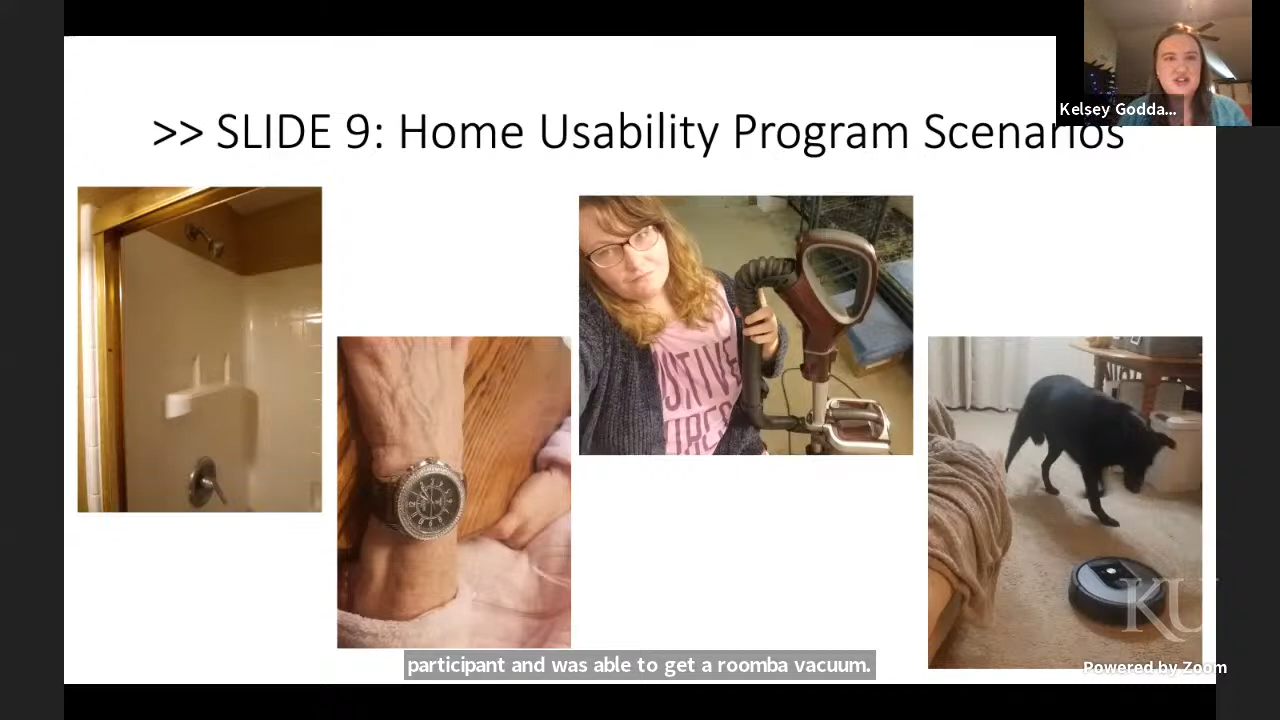 Kelsey Godda...
>> SLIDE 9: Home Usability Program Scenarios
KU
participant and was able to get a roomba vacuum.
Powered by Zoom